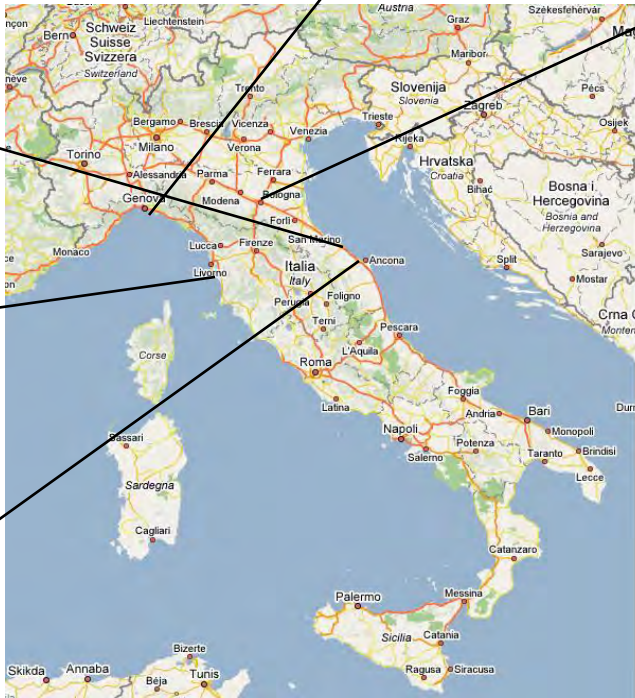 Austria
Székesfehérvár
Graz
Schweiz
Suisse
Svizzera
Switzerland
Liechtenstein
Bern
Maribor
Trento
Slovenija
Slovenia
Pécs
Zagreb
Bergamo
Brescia
Vicenza
Trieste
Osijek
Milano
Verona
Venezia
Rijeka
Torino
Hrvatska
Croatia
Alessandria
Parma
Ferrara
Bihać
Bosna i
Hercegovina
Bosnia and
Herzegovina
Genova
Modena
Bologna
Forlì
Monaco
Lucca
Firenze
San Marino
Sarajevo
Livorno
Italia
Italy
Ancona
Split
Mostar
Perugia
Foligno
Crna
Terni
Corse
Pescara
L'Aquila
Roma
Foggia
Latina
Andria
Bari
Napoli
Monopoli
Sassari
Salerno
Potenza
Taranto
Brindisi
Lecce
Sardegna
Cagliari
Catanzaro
Messina
Palermo
Sicilia
Catania
Bizerte
Skikda
Annaba
Tunis
Béja
Ragusa
Siracusa